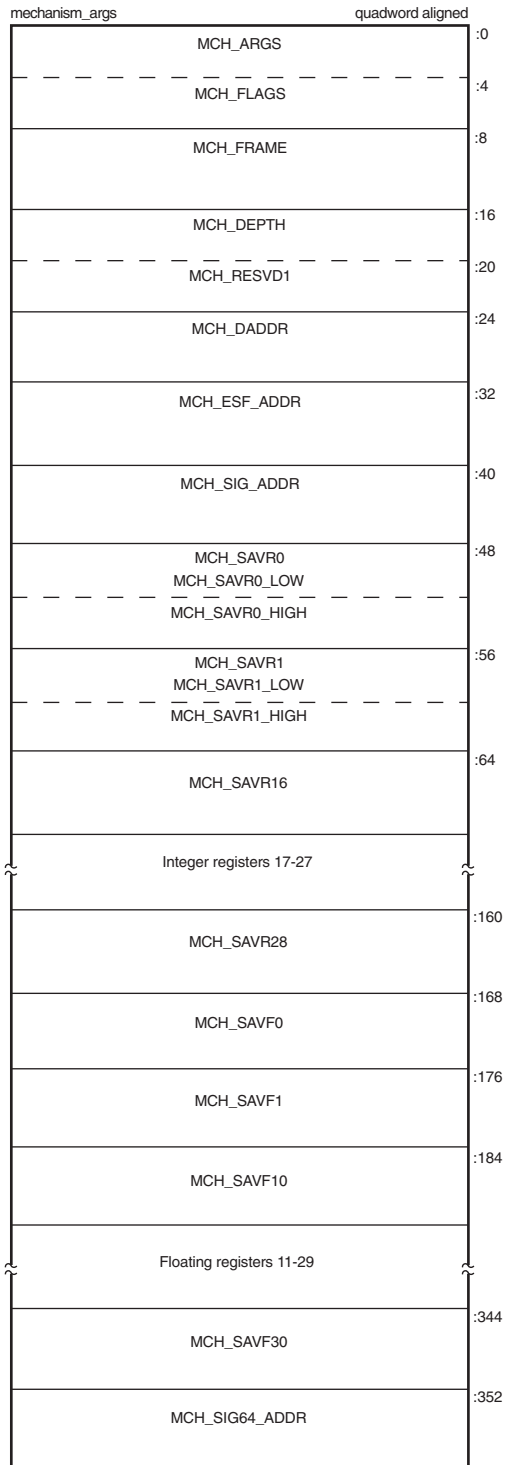 mechanism_args quadword aligned
:0
MCH_ARGS
:4
MCH_FLAGS
:8
MCH_FRAME
:16
MCH_DEPTH
:20
MCH_RESVD1
:24
MCH_DADDR
:32
MCH_ESF_ADDR
:40
MCH_SIG_ADDR
:48
MCH_SAVR0
MCH_SAVR0_LOW
MCH_SAVR0_HIGH
:56
MCH_SAVR1
MCH_SAVR1_LOW
MCH_SAVR1_HIGH
:64
MCH_SAVR16
Integer registers 17-27
:160
MCH_SAVR28
:168
MCH_SAVF0
:176
MCH_SAVF1
:184
MCH_SAVF10
Floating registers 11-29
:344
MCH_SAVF30
:352
MCH_SIG64_ADDR